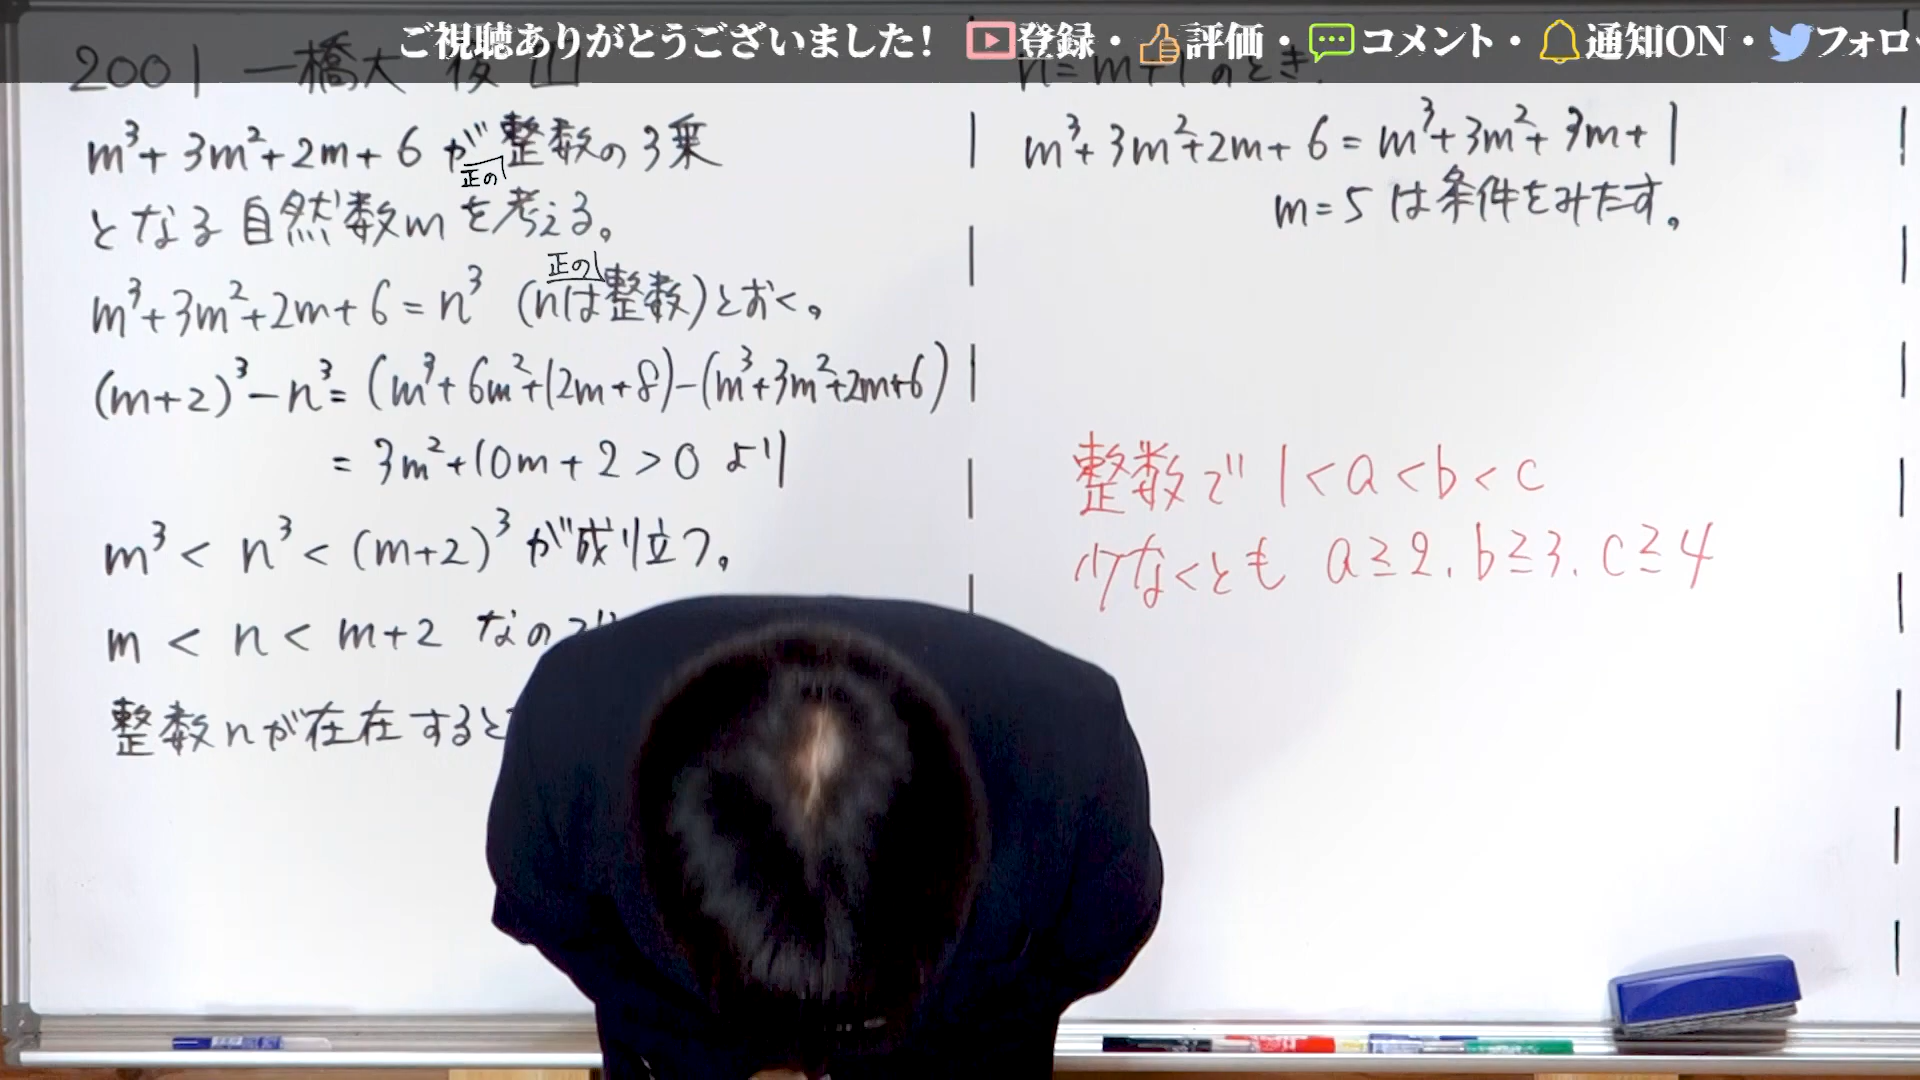 ご視聴ありがとうございました! 登録・評価・コメント・通知ON・フォロ
2001 一橋大 後
m³+3m²+2m+6 が整数の3乗
正の
となる自然数mを考える。
正の
m³+3m²+2m+6=n³ (nは整数)とおく。
(m+2)³-n³=(m³+6m²+12m+8)-(m³+3m²+2m+6)
=3m²+10m+2>0 より
m³<n³<(m+2)³が成り立つ。
m<n<m+2 なので
整数nが存在すると
n=m+1のとき.
m³+3m²+2m+6=m³+3m²+3m+1
m=5は条件をみたす。
整数で 1<a<b<c
少なくとも a≧2. b≧3. c≧4